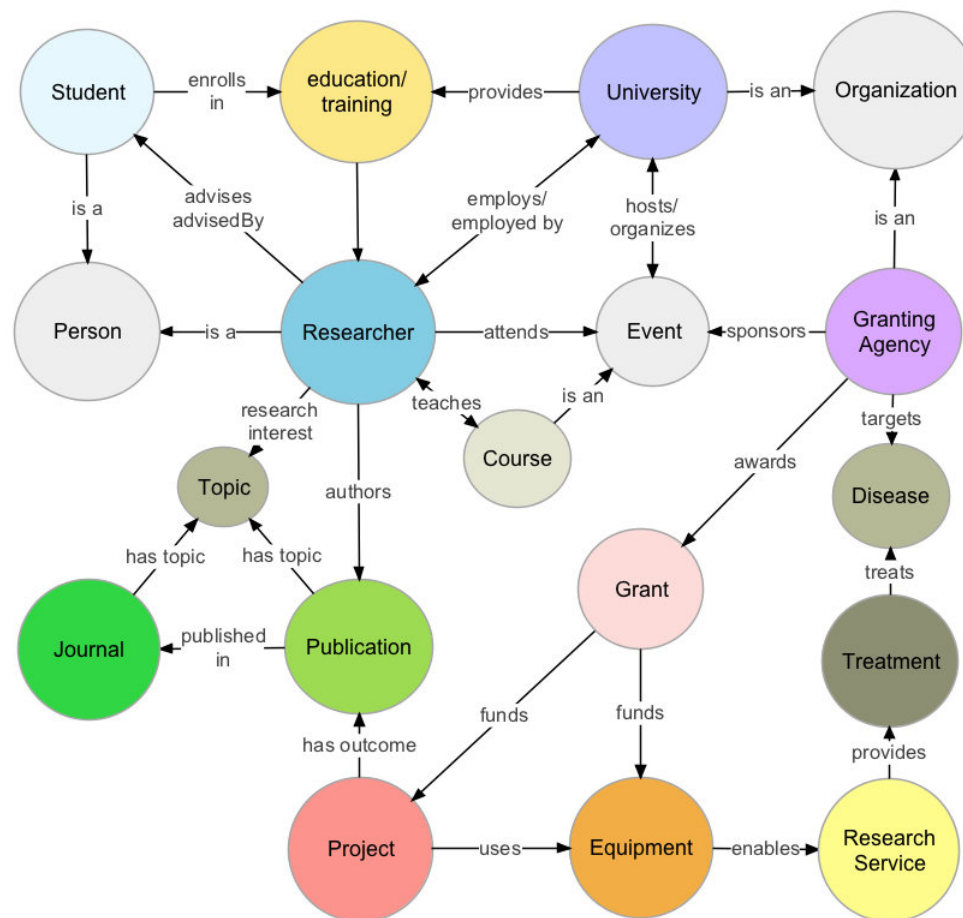 Student
enrolls
in
education/
training
provides
University
is an
Organization
is a
advises
advisedBy
employs/
employed by
hosts/
organizes
is an
Person
is a
Researcher
attends
Event
sponsors
Granting
Agency
research
interest
teaches
is an
targets
Course
awards
Topic
authors
Disease
has topic
has topic
treats
Grant
Journal
published
in
Publication
Treatment
funds
funds
has outcome
provides
Project
uses
Equipment
enables
Research
Service